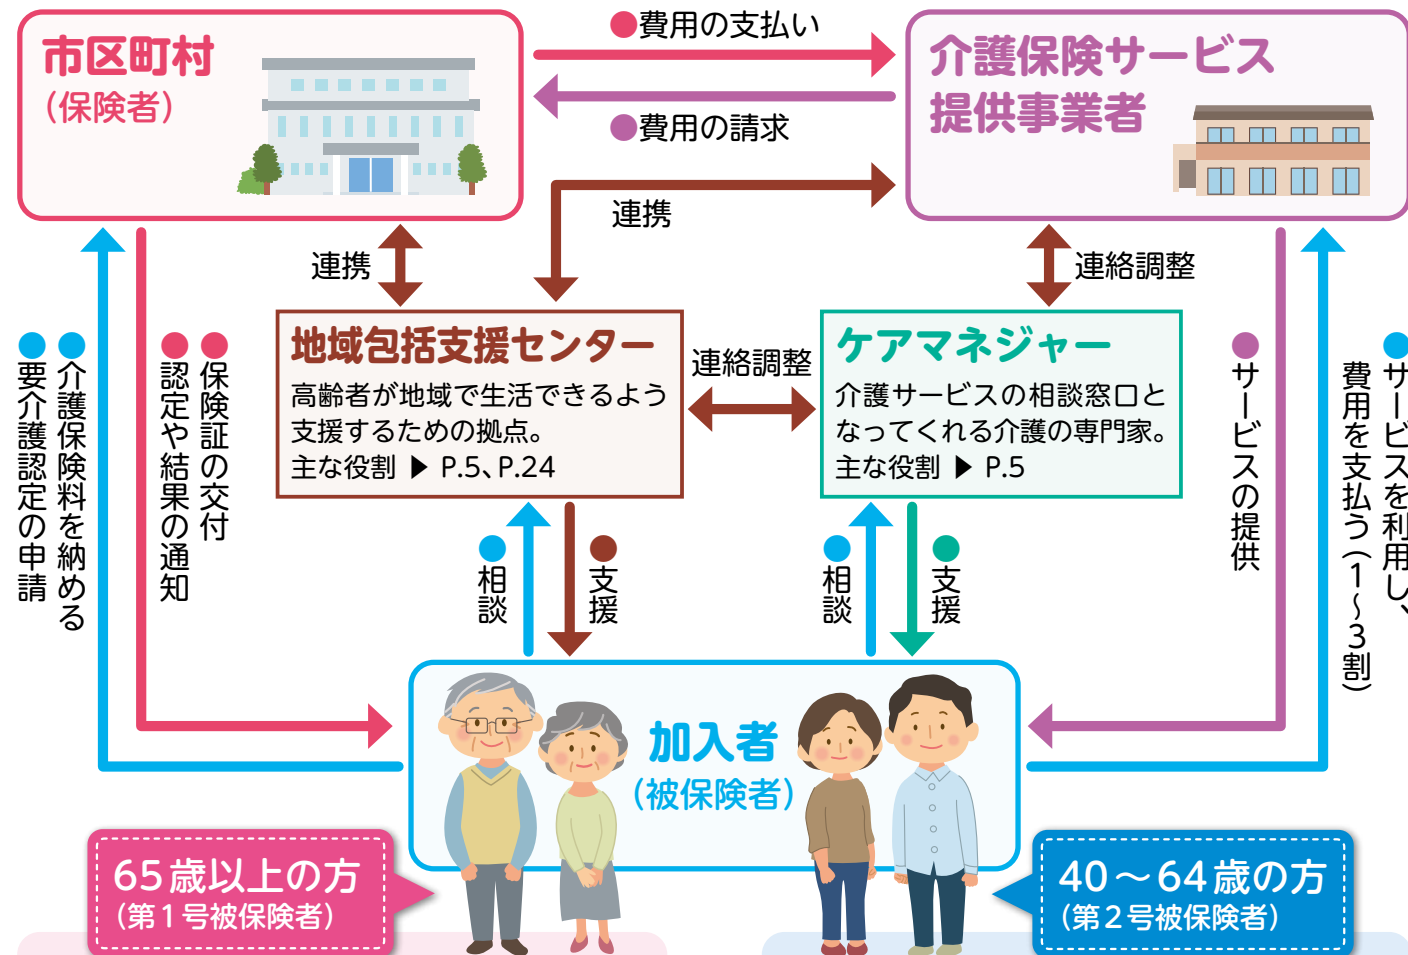 市区町村
(保険者)
●費用の支払い
●費用の請求
介護保険サービス
提供事業者
連携
連携
連絡調整
地域包括支援センター
高齢者が地域で生活できるよう
支援するための拠点。
主な役割 ▶ P.5、P.24
連絡調整
ケアマネジャー
介護サービスの相談窓口と
なってくれる介護の専門家。
主な役割 ▶ P.5
●介護保険料を納める
●要介護認定の申請
●保険証の交付
●認定や結果の通知
●相談
●支援
●相談
●支援
●サービスの提供
●サービスを利用し、
費用を支払う(1～3割)
加入者
(被保険者)
65歳以上の方
(第1号被保険者)
40～64歳の方
(第2号被保険者)